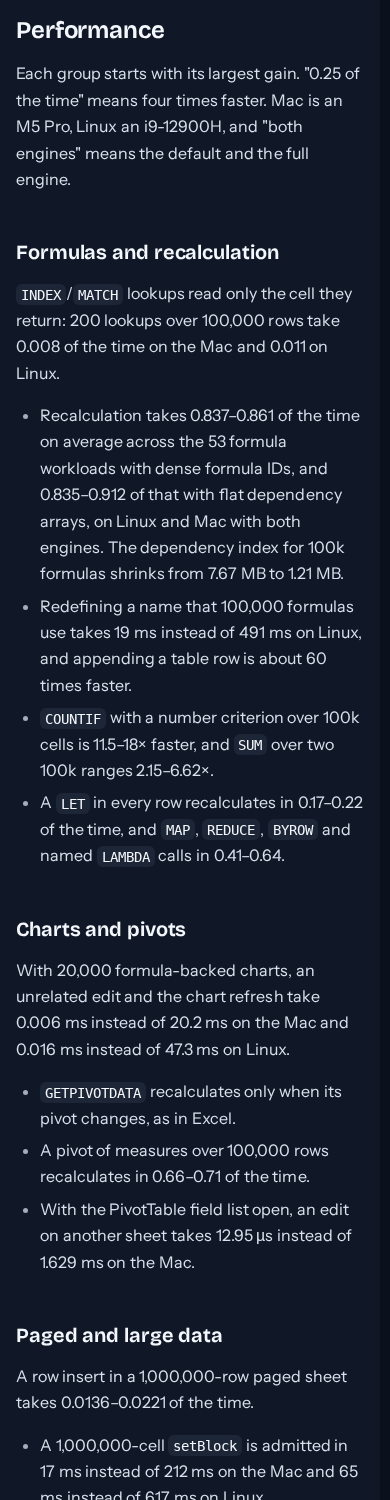 Performance
Each group starts with its largest gain. "0.25 of
the time" means four times faster. Mac is an
M5 Pro, Linux an i9-12900H, and "both
engines" means the default and the full
engine.
Formulas and recalculation
INDEX / MATCH lookups read only the cell they
return: 200 lookups over 100,000 rows take
0.008 of the time on the Mac and 0.011 on
Linux.
• Recalculation takes 0.837–0.861 of the time
on average across the 53 formula
workloads with dense formula IDs, and
0.835–0.912 of that with flat dependency
arrays, on Linux and Mac with both
engines. The dependency index for 100k
formulas shrinks from 7.67 MB to 1.21 MB.
• Redefining a name that 100,000 formulas
use takes 19 ms instead of 491 ms on Linux,
and appending a table row is about 60
times faster.
• COUNTIF with a number criterion over 100k
cells is 11.5–18× faster, and SUM over two
100k ranges 2.15–6.62×.
• A LET in every row recalculates in 0.17–0.22
of the time, and MAP, REDUCE, BYROW and
named LAMBDA calls in 0.41–0.64.
Charts and pivots
With 20,000 formula-backed charts, an
unrelated edit and the chart refresh take
0.006 ms instead of 20.2 ms on the Mac and
0.016 ms instead of 47.3 ms on Linux.
• GETPIVOTDATA recalculates only when its
pivot changes, as in Excel.
• A pivot of measures over 100,000 rows
recalculates in 0.66–0.71 of the time.
• With the PivotTable field list open, an edit
on another sheet takes 12.95 µs instead of
1.629 ms on the Mac.
Paged and large data
A row insert in a 1,000,000-row paged sheet
takes 0.0136–0.0221 of the time.
• A 1,000,000-cell setBlock is admitted in
17 ms instead of 212 ms on the Mac and 65
ms instead of 617 ms on Linux